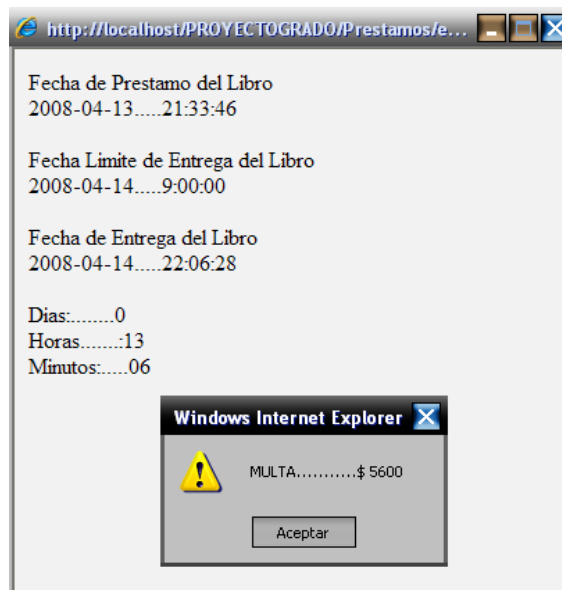 http://localhost/PROYECTOGRADO/Prestamos/e...
Fecha de Prestamo del Libro
2008-04-13.....21:33:46
Fecha Limite de Entrega del Libro
2008-04-14.....9:00:00
Fecha de Entrega del Libro
2008-04-14.....22:06:28
Dias:........0
Horas.......:13
Minutos:.....06
Windows Internet Explorer
MULTA...........$ 5600
Aceptar